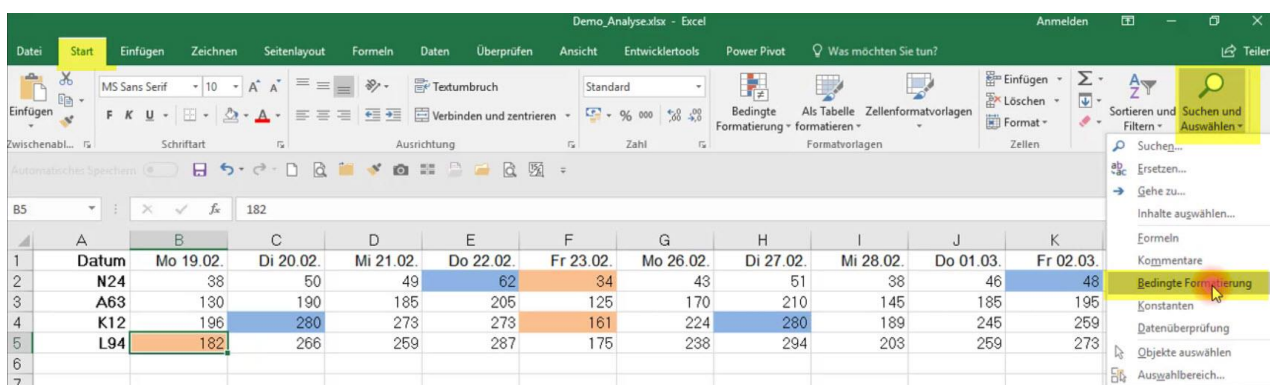 Demo_Analyse.xlsx - Excel Anmelden
Datei Start Einfügen Zeichnen Seitenlayout Formeln Daten Überprüfen Ansicht Entwicklertools Power Pivot Was möchten Sie tun? Teilen
MS Sans Serif 10 A A Textumbruch Standard Einfügen
Einfügen F K U A Verbinden und zentrieren % 000 Bedingte Formatierung Als Tabelle formatieren Zellenformatvorlagen Löschen Format Sortieren und Filtern Suchen und Auswählen
Zwischenabl... Schriftart Ausrichtung Zahl Formatvorlagen Zellen
Automatisches Speichern
B5 fx 182
A B C D E F G H I J K
1 Datum Mo 19.02. Di 20.02. Mi 21.02. Do 22.02. Fr 23.02. Mo 26.02. Di 27.02. Mi 28.02. Do 01.03. Fr 02.03.
2 N24 38 50 49 62 34 43 51 38 46 48
3 A63 130 190 185 205 125 170 210 145 185 195
4 K12 196 280 273 273 161 224 280 189 245 259
5 L94 182 266 259 287 175 238 294 203 259 273
6
7
Suchen...
Ersetzen...
Gehe zu...
Inhalte auswählen...
Formeln
Kommentare
Bedingte Formatierung
Konstanten
Datenüberprüfung
Objekte auswählen
Auswahlbereich...